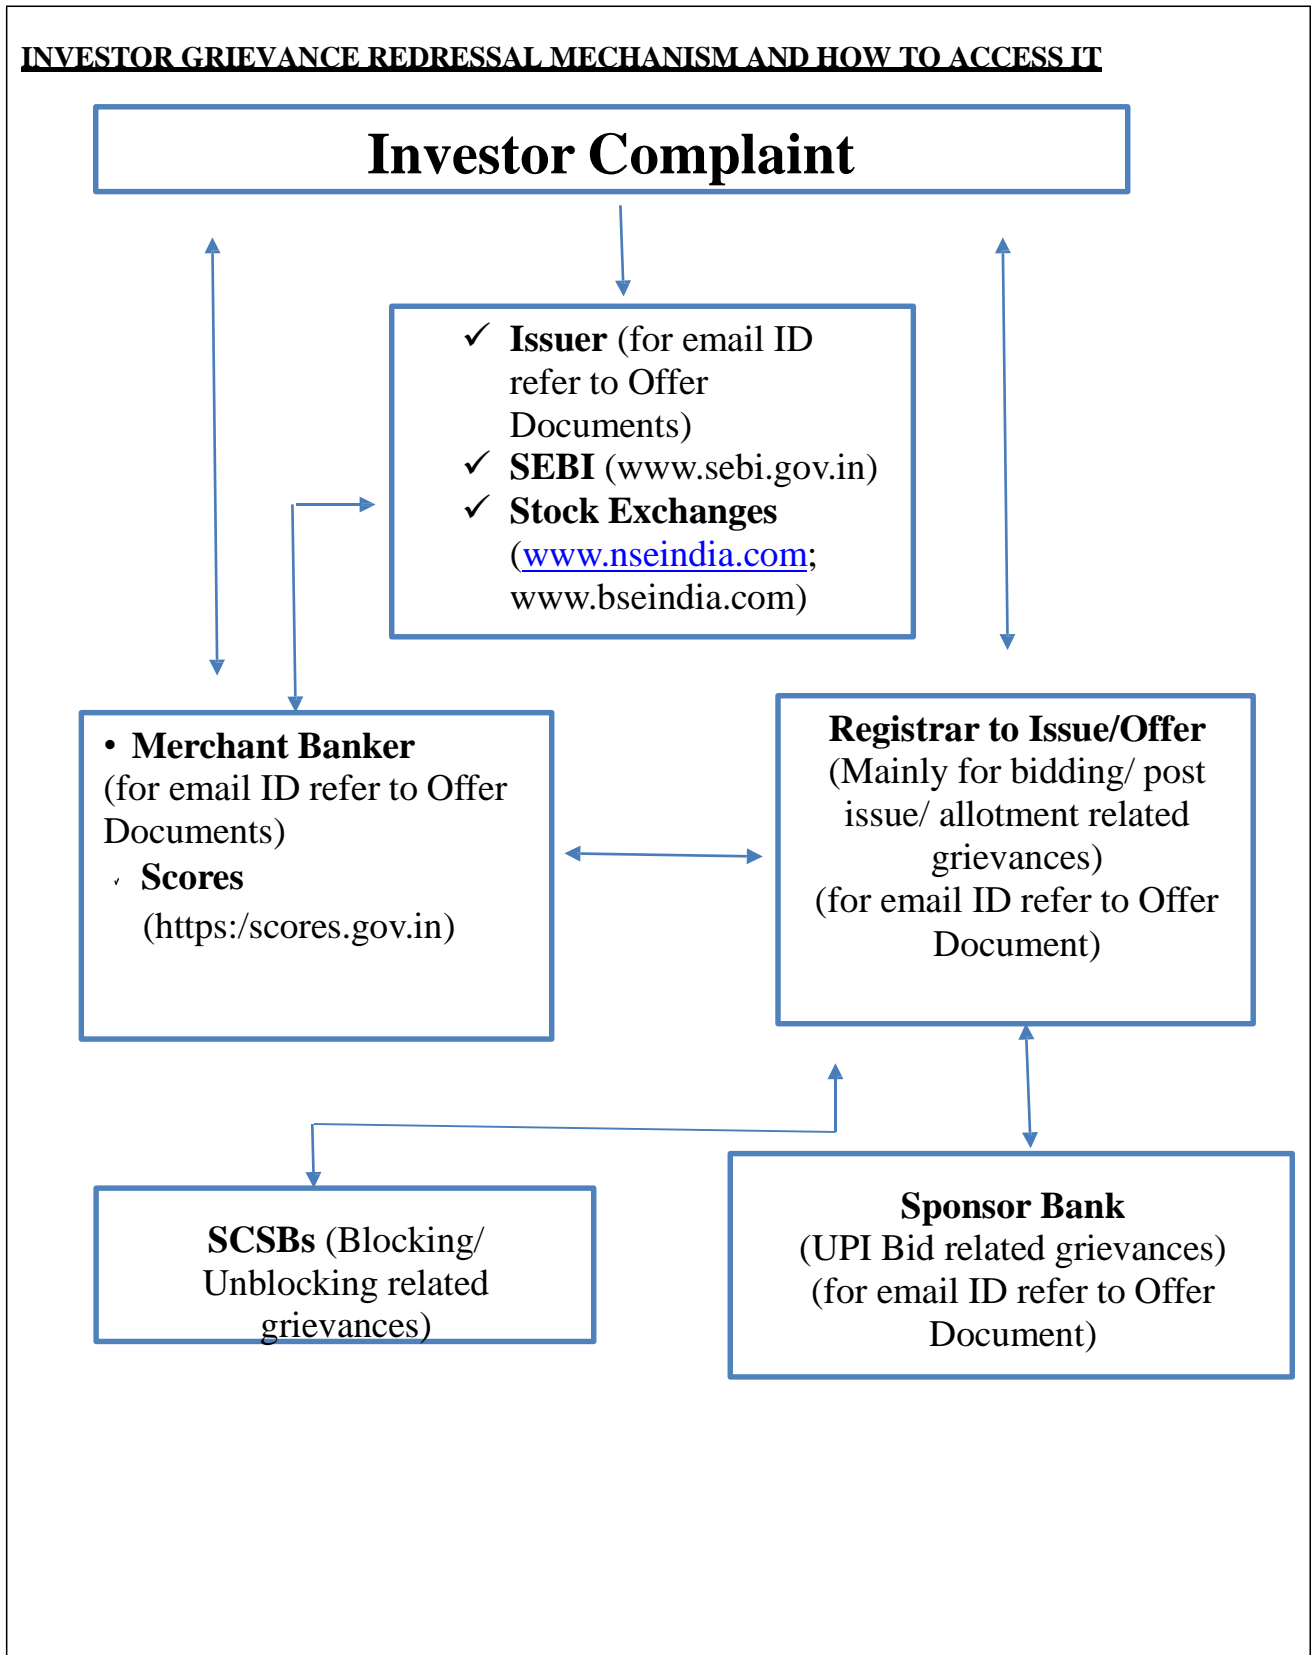 INVESTOR GRIEVANCE REDRESSAL MECHANISM AND HOW TO ACCESS IT
Investor Complaint
✓ Issuer (for email ID
refer to Offer
Documents)
✓ SEBI (www.sebi.gov.in)
✓ Stock Exchanges
(www.nseindia.com;
www.bseindia.com)
• Merchant Banker
(for email ID refer to Offer
Documents)
✓ Scores
(https:/scores.gov.in)
Registrar to Issue/Offer
(Mainly for bidding/ post
issue/ allotment related
grievances)
(for email ID refer to Offer
Document)
SCSBs (Blocking/
Unblocking related
grievances)
Sponsor Bank
(UPI Bid related grievances)
(for email ID refer to Offer
Document)